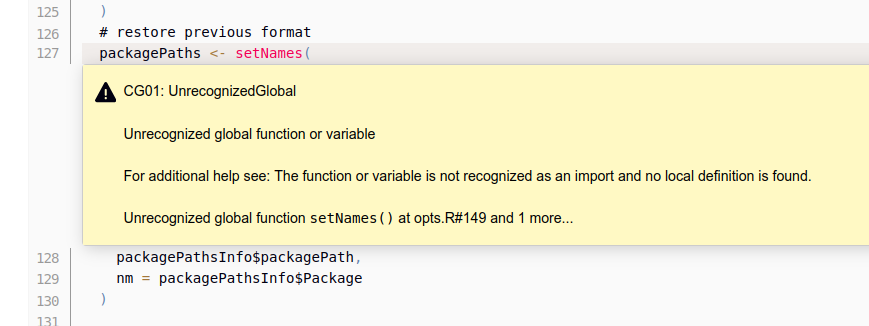 125 )
126 # restore previous format
127 packagePaths <- setNames(
CG01: UnrecognizedGlobal
Unrecognized global function or variable
For additional help see: The function or variable is not recognized as an import and no local definition is found.
Unrecognized global function setNames() at opts.R#149 and 1 more...
128 packagePathsInfo$packagePath,
129 nm = packagePathsInfo$Package
130 )
131